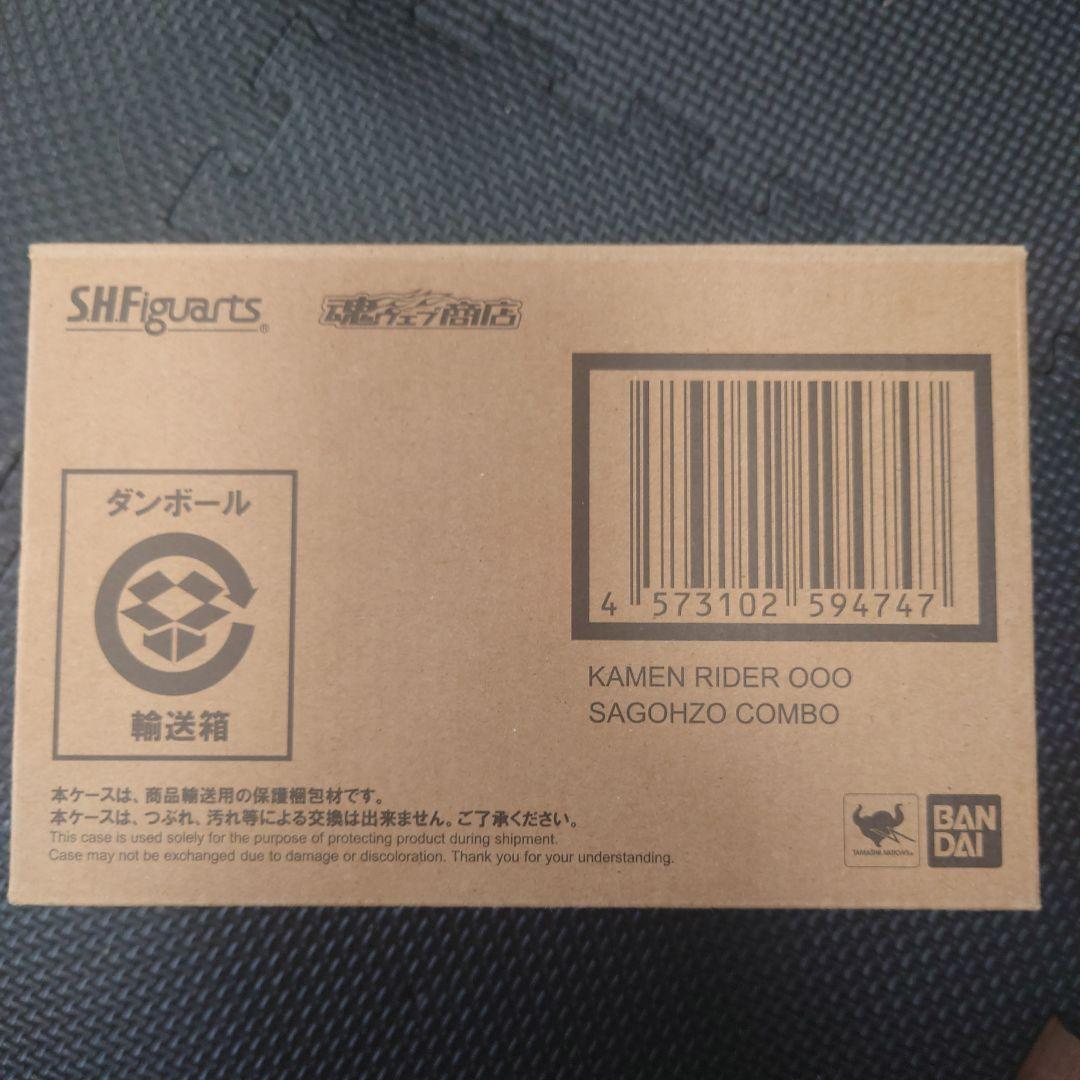 S.H.Figuarts®
魂ウェブ商店
4 573102 594747
KAMEN RIDER OOO
SAGOHZO COMBO
ダンボール
輸送箱
本ケースは、商品輸送用の保護梱包材です。
本ケースは、つぶれ、汚れ等による交換は出来ません。ご了承ください。
This case is used solely for the purpose of protecting product during shipment.
Case may not be exchanged due to damage or discoloration. Thank you for your understanding.
TAMASHII NATIONS
BAN
DAI